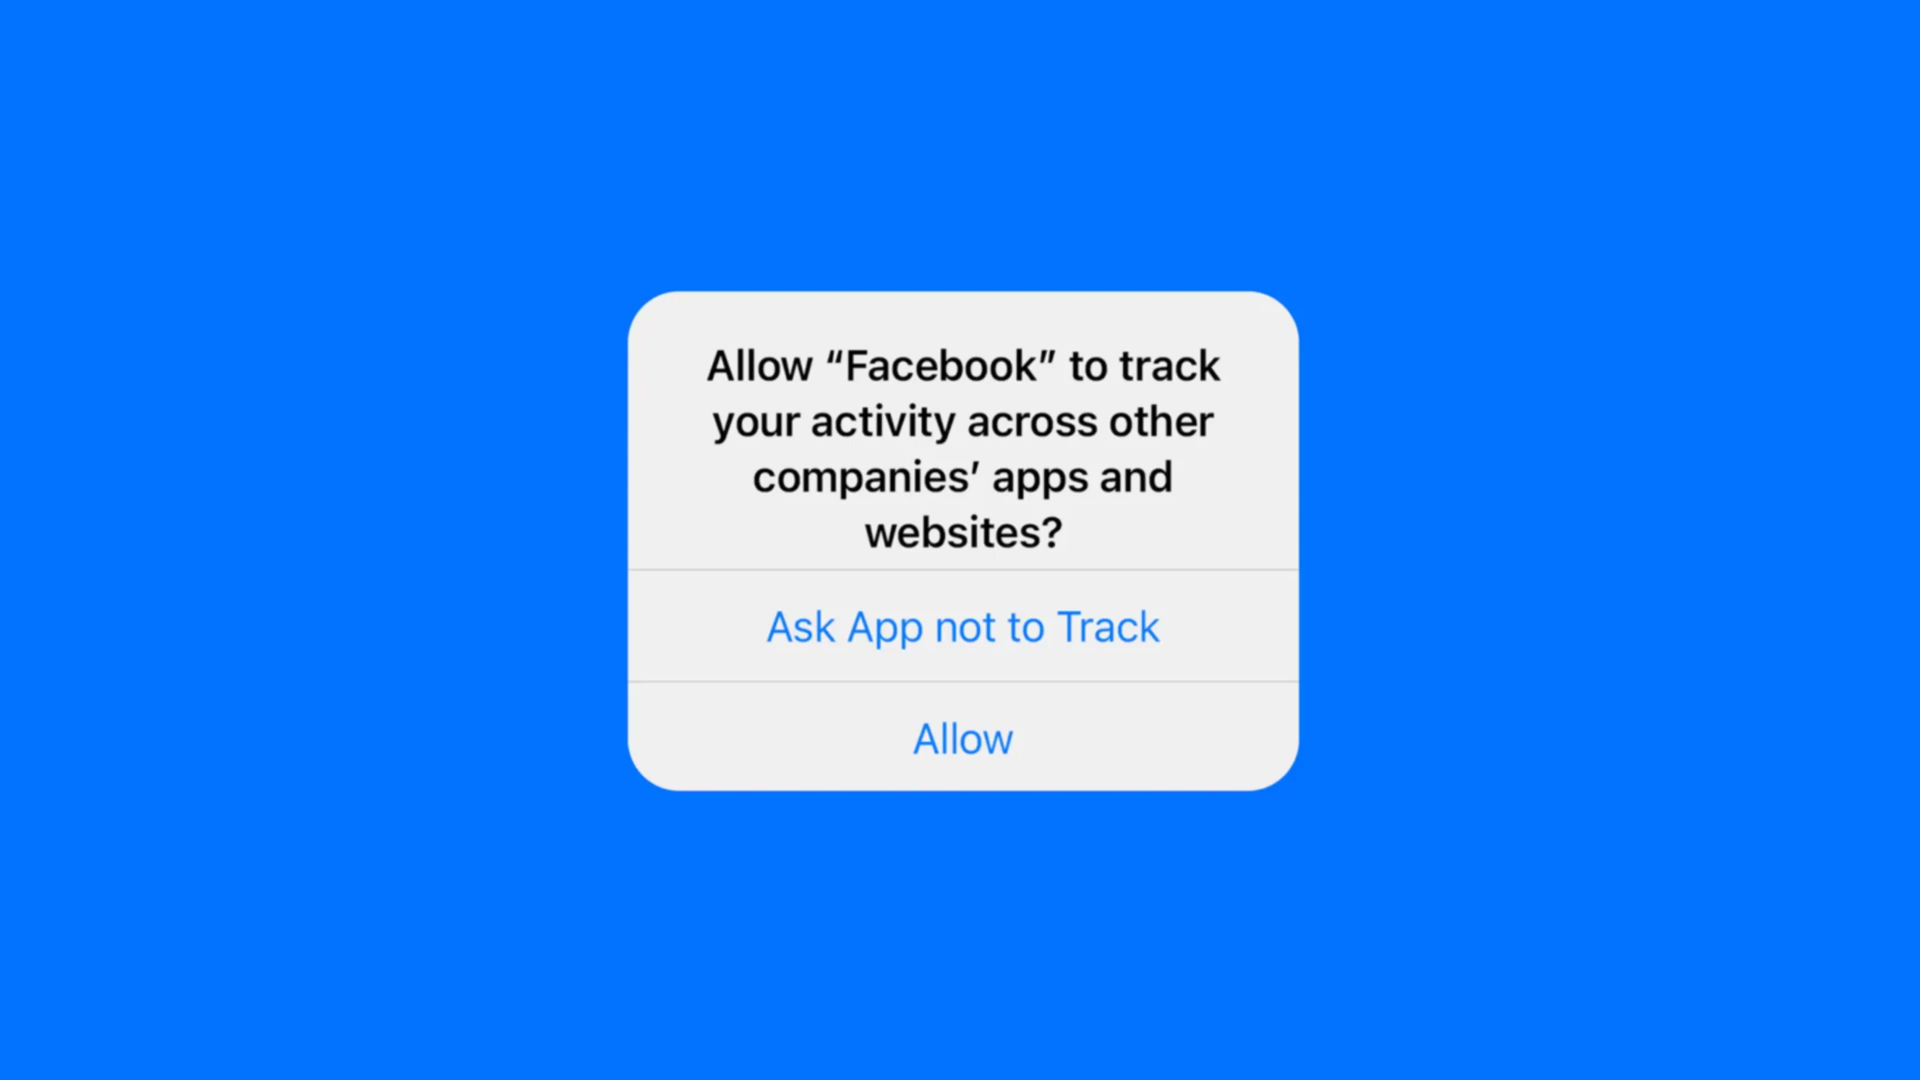 Allow “Facebook” to track
your activity across other
companies’ apps and
websites?
Ask App not to Track
Allow